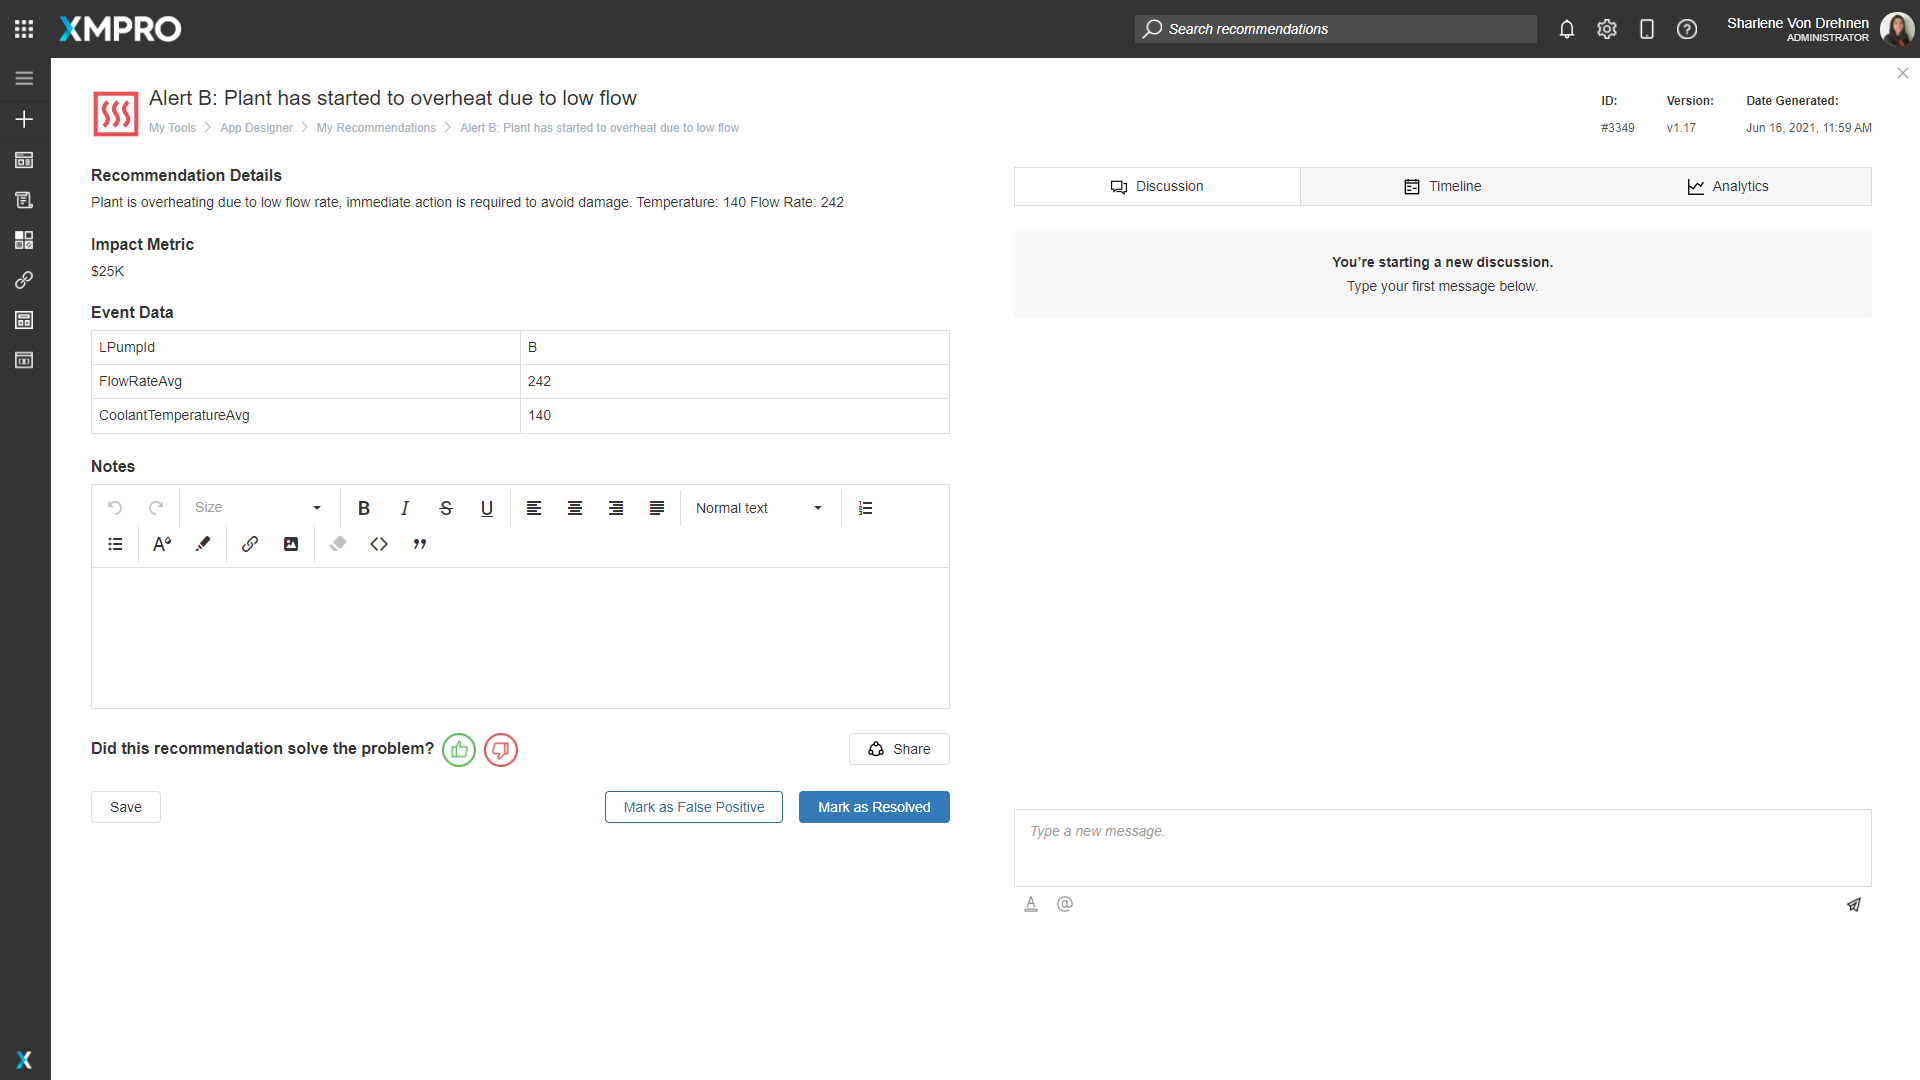 XMPRO
Search recommendations
Sharlene Von Drehnen
ADMINISTRATOR
Alert B: Plant has started to overheat due to low flow
My Tools
App Designer
My Recommendations
Alert B: Plant has started to overheat due to low flow
ID:
Version:
Date Generated:
#3349
v1.17
Jun 16, 2021, 11:59 AM
Recommendation Details
Plant is overheating due to low flow rate, immediate action is required to avoid damage. Temperature: 140 Flow Rate: 242
Impact Metric
$25K
Event Data
LPumpId
B
FlowRateAvg
242
CoolantTemperatureAvg
140
Notes
Size
B
I
S
U
Normal text
Did this recommendation solve the problem?
Share
Save
Mark as False Positive
Mark as Resolved
Discussion
Timeline
Analytics
You're starting a new discussion.
Type your first message below.
Type a new message.
A
@